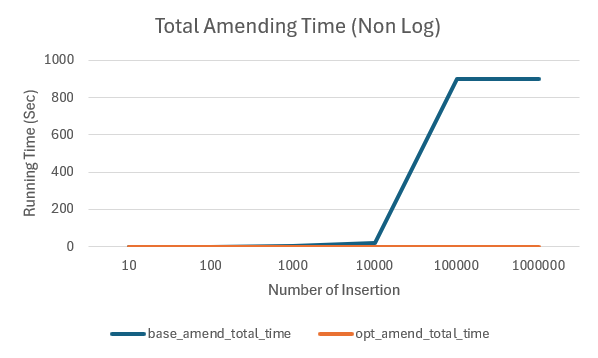 Total Amending Time (Non Log)
1000
800
600
400
200
0
Running Time (Sec)
10 100 1000 10000 100000 1000000
Number of Insertion
base_amend_total_time opt_amend_total_time